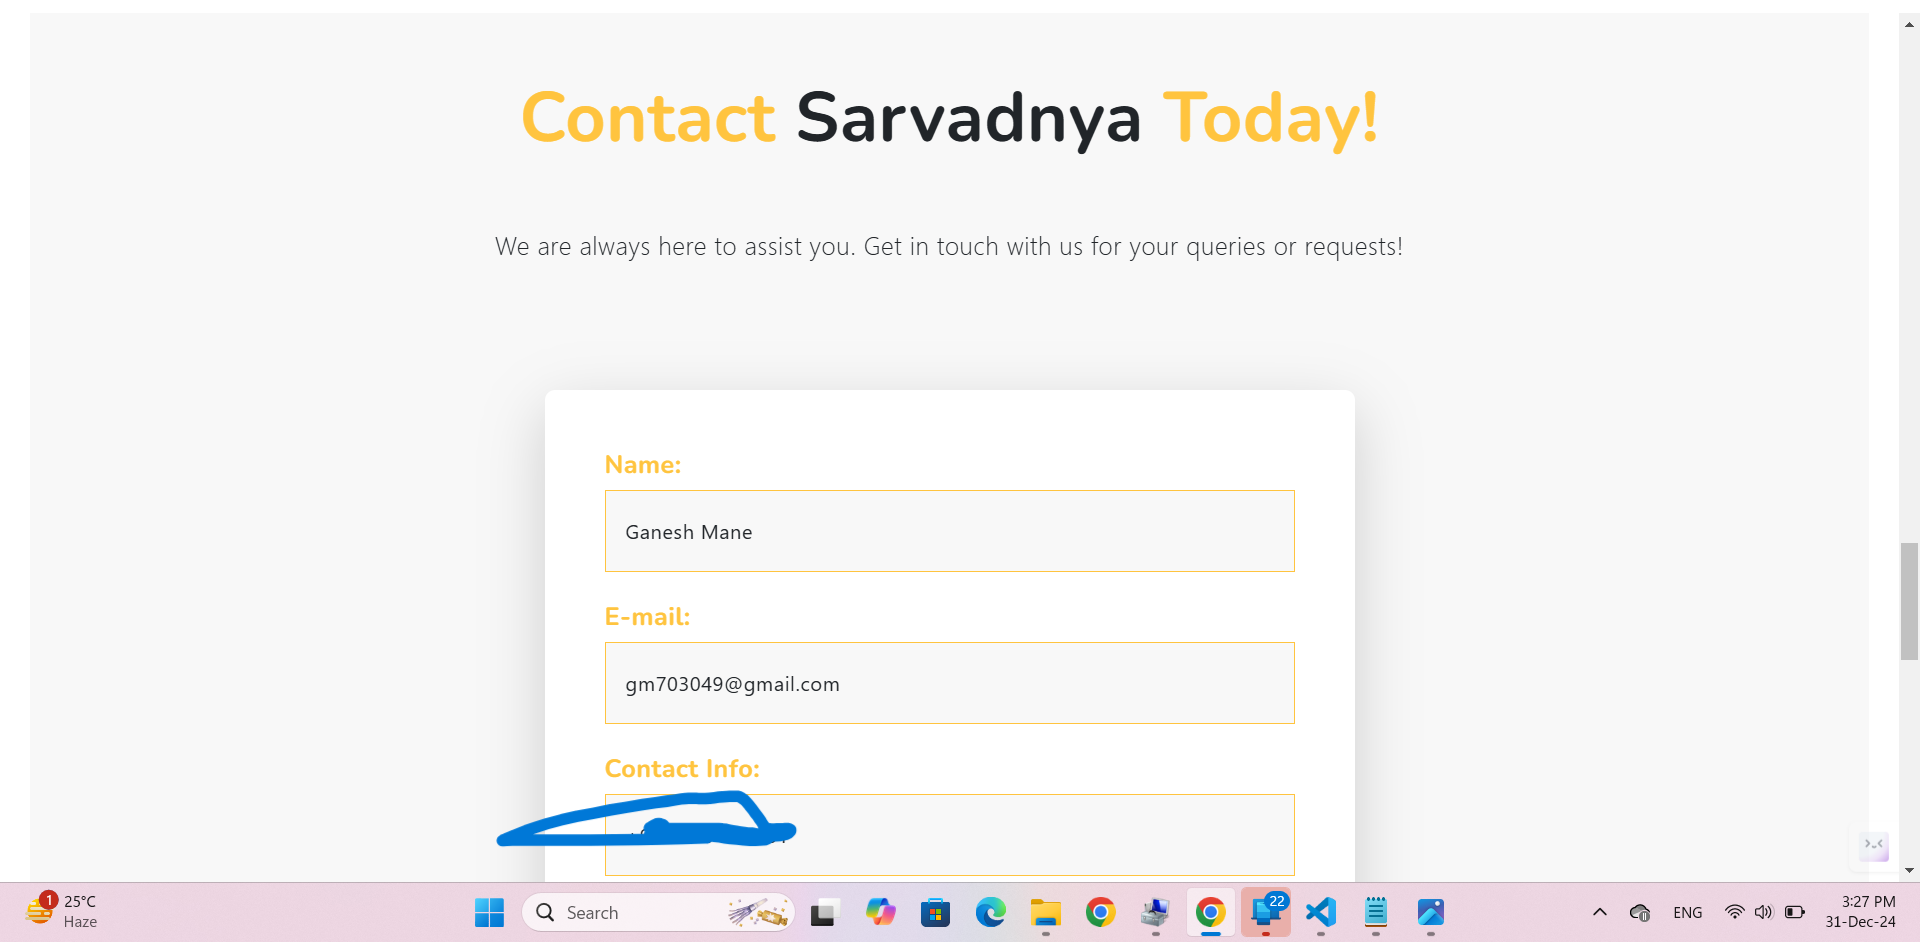 Contact Sarvadnya Today!
We are always here to assist you. Get in touch with us for your queries or requests!
Name:
Ganesh Mane
E-mail:
gm703049@gmail.com
Contact Info:
1
25°C
Haze
Search
22
ENG
3:27 PM
31-Dec-24